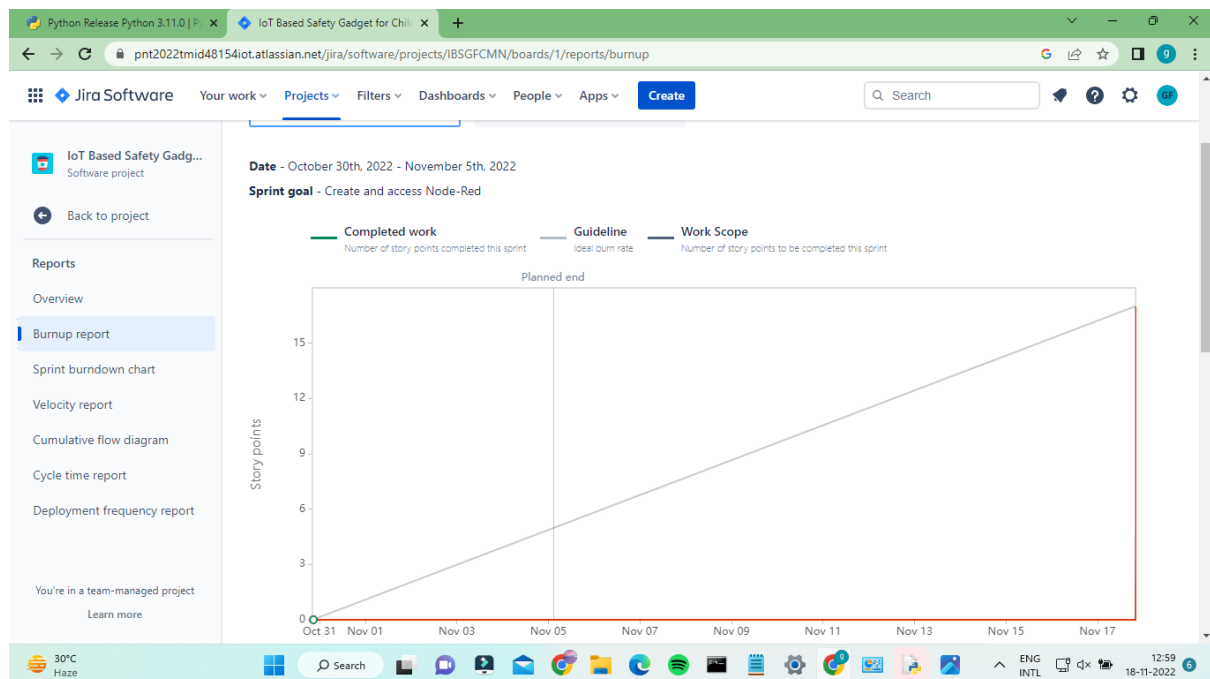 Python Release Python 3.11.0 | Py
IoT Based Safety Gadget for Chil
pnt2022tmid48154iot.atlassian.net/jira/software/projects/IBSGFCMN/boards/1/reports/burnup
g
Jira Software
Your work
Projects
Filters
Dashboards
People
Apps
Create
Search
GF
IoT Based Safety Gadg...
Software project
Back to project
Reports
Overview
Burnup report
Sprint burndown chart
Velocity report
Cumulative flow diagram
Cycle time report
Deployment frequency report
You're in a team-managed project
Learn more
Date - October 30th, 2022 - November 5th, 2022
Sprint goal - Create and access Node-Red
Completed work
Number of story points completed this sprint
Guideline
Ideal burn rate
Work Scope
Number of story points to be completed this sprint
Planned end
Story points
15
12
9
6
3
0
Oct 31 Nov 01 Nov 03 Nov 05 Nov 07 Nov 09 Nov 11 Nov 13 Nov 15 Nov 17
30°C
Haze
Search
9
ENG
INTL
12:59
18-11-2022
6